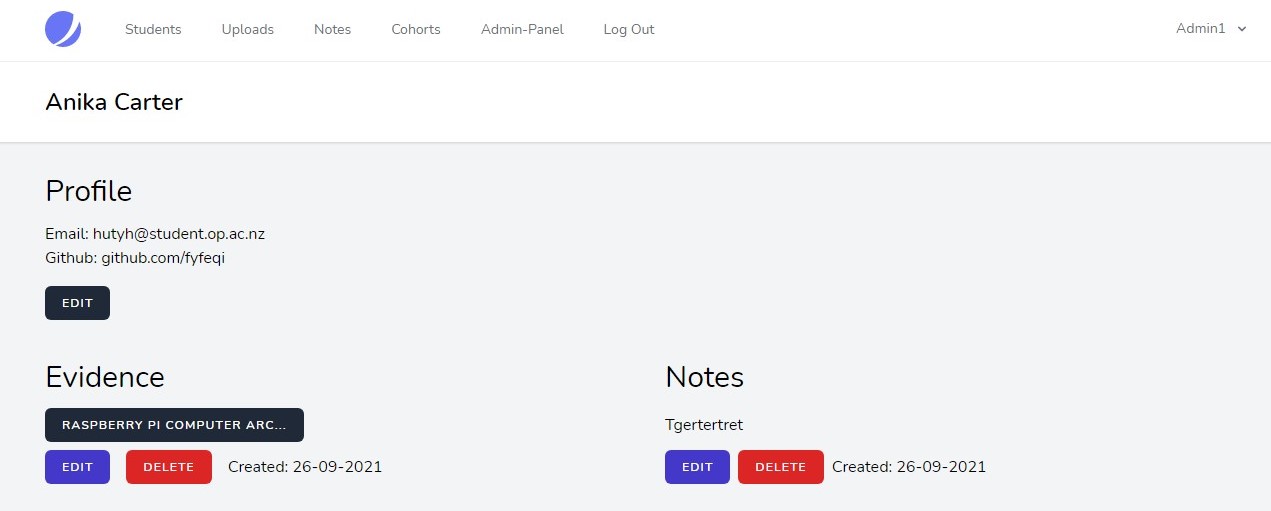 Students Uploads Notes Cohorts Admin-Panel Log Out Admin1
Anika Carter
Profile
Email: hutyh@student.op.ac.nz
Github: github.com/fyfeqi
EDIT
Evidence
RASPBERRY PI COMPUTER ARC...
EDIT DELETE Created: 26-09-2021
Notes
Tgertertret
EDIT DELETE Created: 26-09-2021